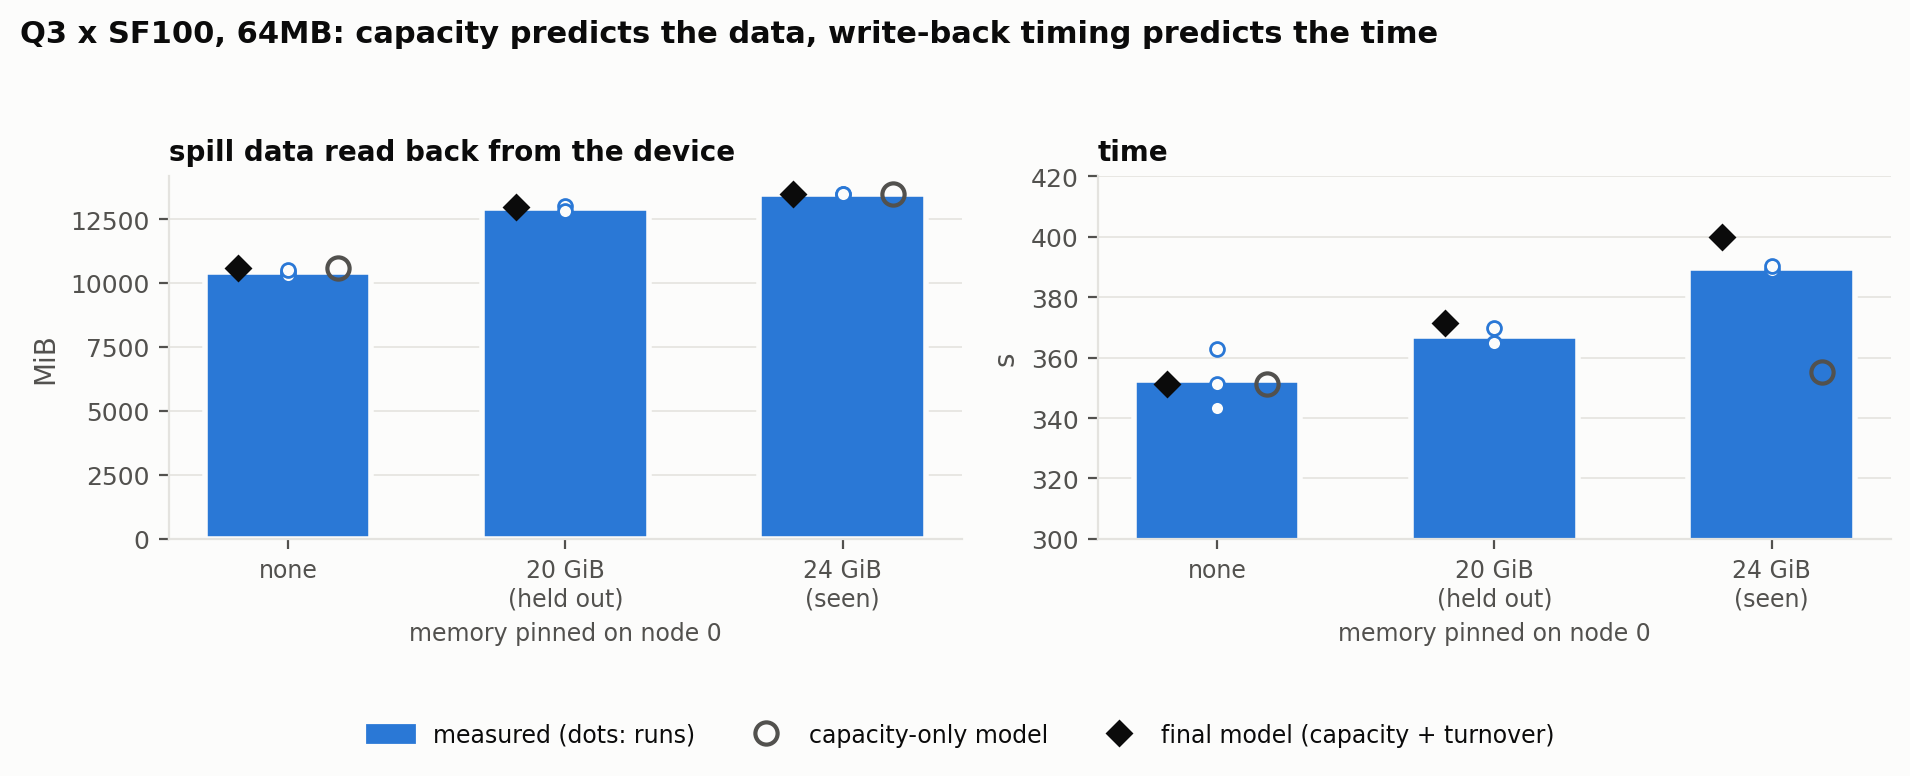 Q3 x SF100, 64MB: capacity predicts the data, write-back timing predicts the time
spill data read back from the device
MiB
12500
10000
7500
5000
2500
0
none
20 GiB
(held out)
24 GiB
(seen)
memory pinned on node 0
time
s
420
400
380
360
340
320
300
none
20 GiB
(held out)
24 GiB
(seen)
memory pinned on node 0
measured (dots: runs)
capacity-only model
final model (capacity + turnover)